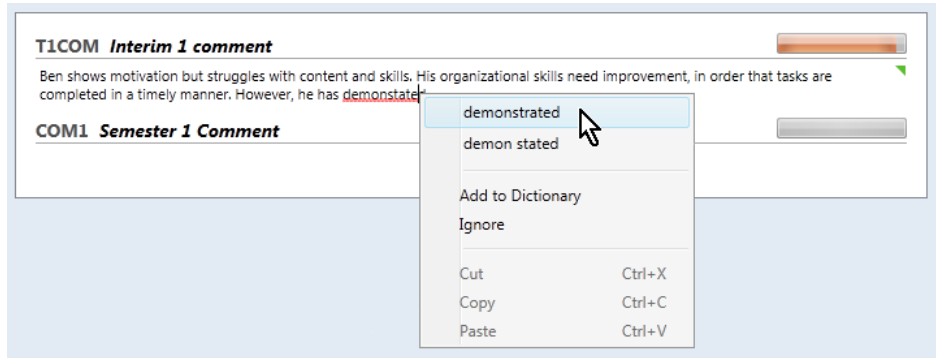 T1COM Interim 1 comment
Ben shows motivation but struggles with content and skills. His organizational skills need improvement, in order that tasks are
completed in a timely manner. However, he has demonstated
demonstrated
demon stated
COM1 Semester 1 Comment
Add to Dictionary
Ignore
Cut Ctrl+X
Copy Ctrl+C
Paste Ctrl+V